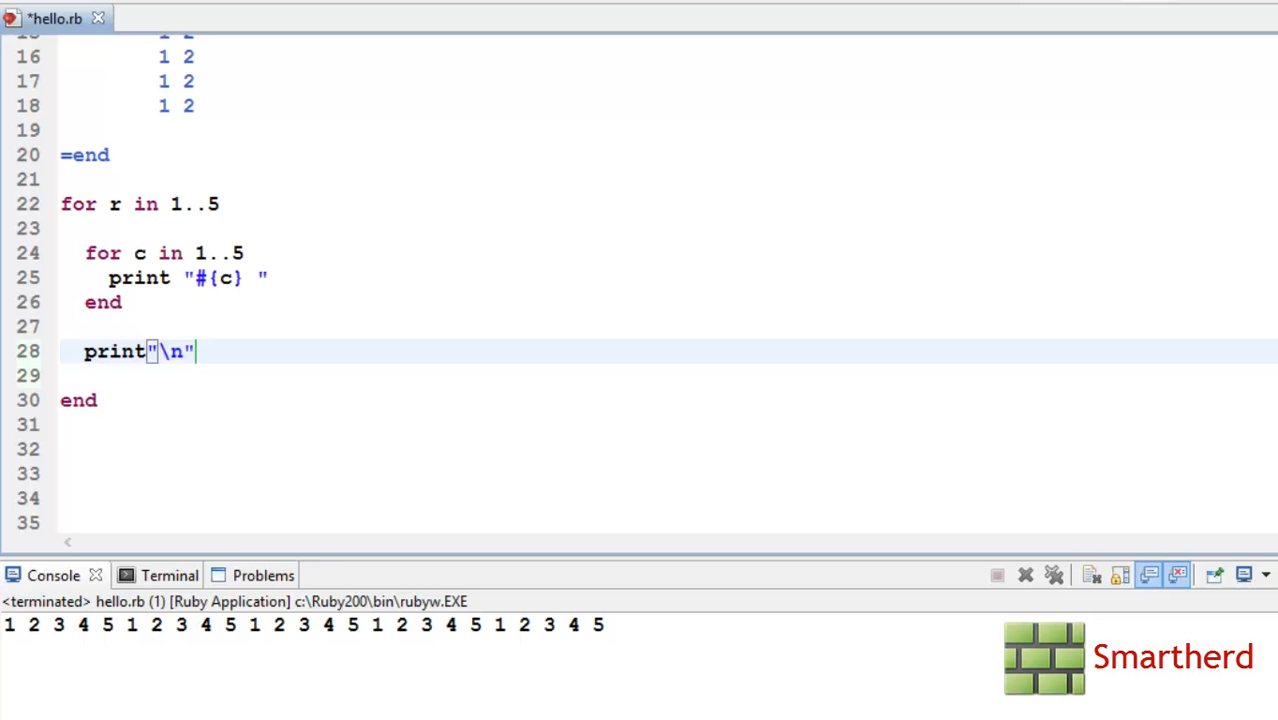 *hello.rb
16 1 2
17 1 2
18 1 2
19
20 =end
21
22 for r in 1..5
23
24 for c in 1..5
25 print "#{c} "
26 end
27
28 print"\n"
29
30 end
31
32
33
34
35
Console Terminal Problems
<terminated> hello.rb (1) [Ruby Application] c:\Ruby200\bin\rubyw.EXE
1 2 3 4 5 1 2 3 4 5 1 2 3 4 5 1 2 3 4 5 1 2 3 4 5
Smartherd